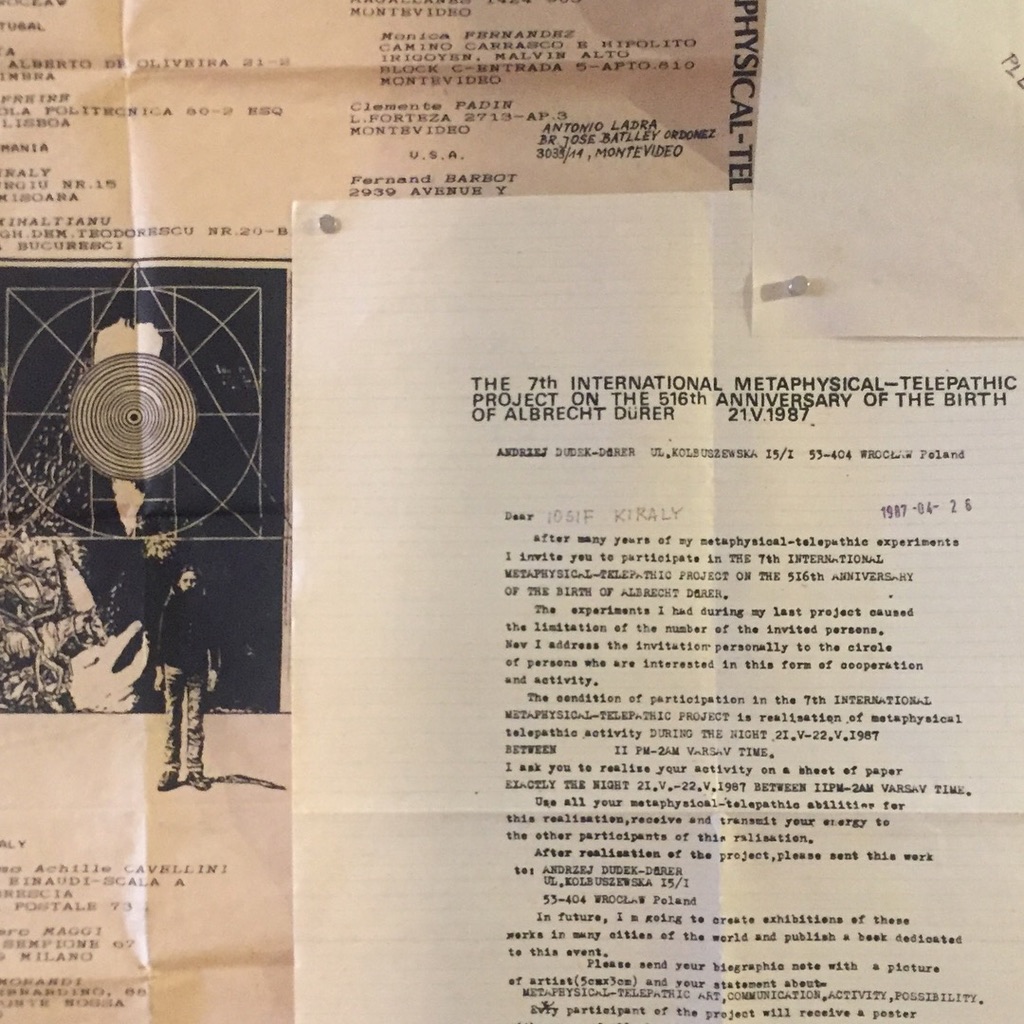 MONTEVIDEO
Monica FERNANDEZ
CAMINO CARRASCO E HIPOLITO
IRIGOYEN, MALVIN ALTO
BLOCK C-ENTRADA 5-APTO.810
MONTEVIDEO
Clemente PADIN
L.FORTEZA 2713-AP.3
MONTEVIDEO
ANTONIO LADRA
BR JOSE BATLLEY ORDONEZ
MONTEVIDEO
U.S.A.
Fernand BARBOT
2939 AVENUE Y
ALBERTO DE OLIVEIRA 21-2
POLITECNICA 80-2 ESQ
LISBOA
NR.15
GH.DEM.TEODORESCU NR.20-B
BUCURESCI
PHYSICAL-TEL
THE 7th INTERNATIONAL METAPHYSICAL-TELEPATHIC
PROJECT ON THE 516th ANNIVERSARY OF THE BIRTH
OF ALBRECHT DüRER 21.V.1987
ANDRZEJ DUDEK-DüRER UL.KOLBUSZEWSKA I5/I 53-404 WROCŁAW Poland
Dear IOSIF KIRALY 1987-04-26
after many years of my metaphysical-telepathic experiments
I invite you to participate in THE 7th INTERNATIONAL
METAPHYSICAL-TELEPATHIC PROJECT ON THE 5I6th ANNIVERSARY
OF THE BIRTH OF ALBRECHT DüRER.
The experiments I had during my last project caused
the limitation of the number of the invited persons.
Now I address the invitation personally to the circle
of persons who are interested in this form of cooperation
and activity.
The condition of participation in the 7th INTERNATIONAL
METAPHYSICAL-TELEPATHIC PROJECT is realisation of metaphysical
telepathic activity DURING THE NIGHT 2I.V-22.V.I987
BETWEEN II PM-2AM VARSAV TIME.
I ask you to realize your activity on a sheet of paper
EXACTLY THE NIGHT 2I.V.-22.V.I987 BETWEEN IIPM-2AM VARSAV TIME.
Use all your metaphysical-telepathic abilities for
this realisation,receive and transmit your energy to
the other participants of this ralisation.
After realisation of the project,please sent this work
to: ANDRZEJ DUDEK-DüRER
UL.KOLBUSZEWSKA I5/I
53-404 WROCŁAW Poland
In future, I m going to create exhibitions of these
works in many cities of the world and publish a book dedicated
to this event.
Please send your biographic note with a picture
of artist(5cmx3cm) and your statement about-
METAPHYSICAL-TELEPATHIC ART,COMMUNICATION,ACTIVITY,POSSIBILITY.
Evry participant of the project will receive a poster
Achille CAVELLINI
EINAUDI-SCALA A
POSTALE 73
MAGGI
SEMPIONE 67
MILANO